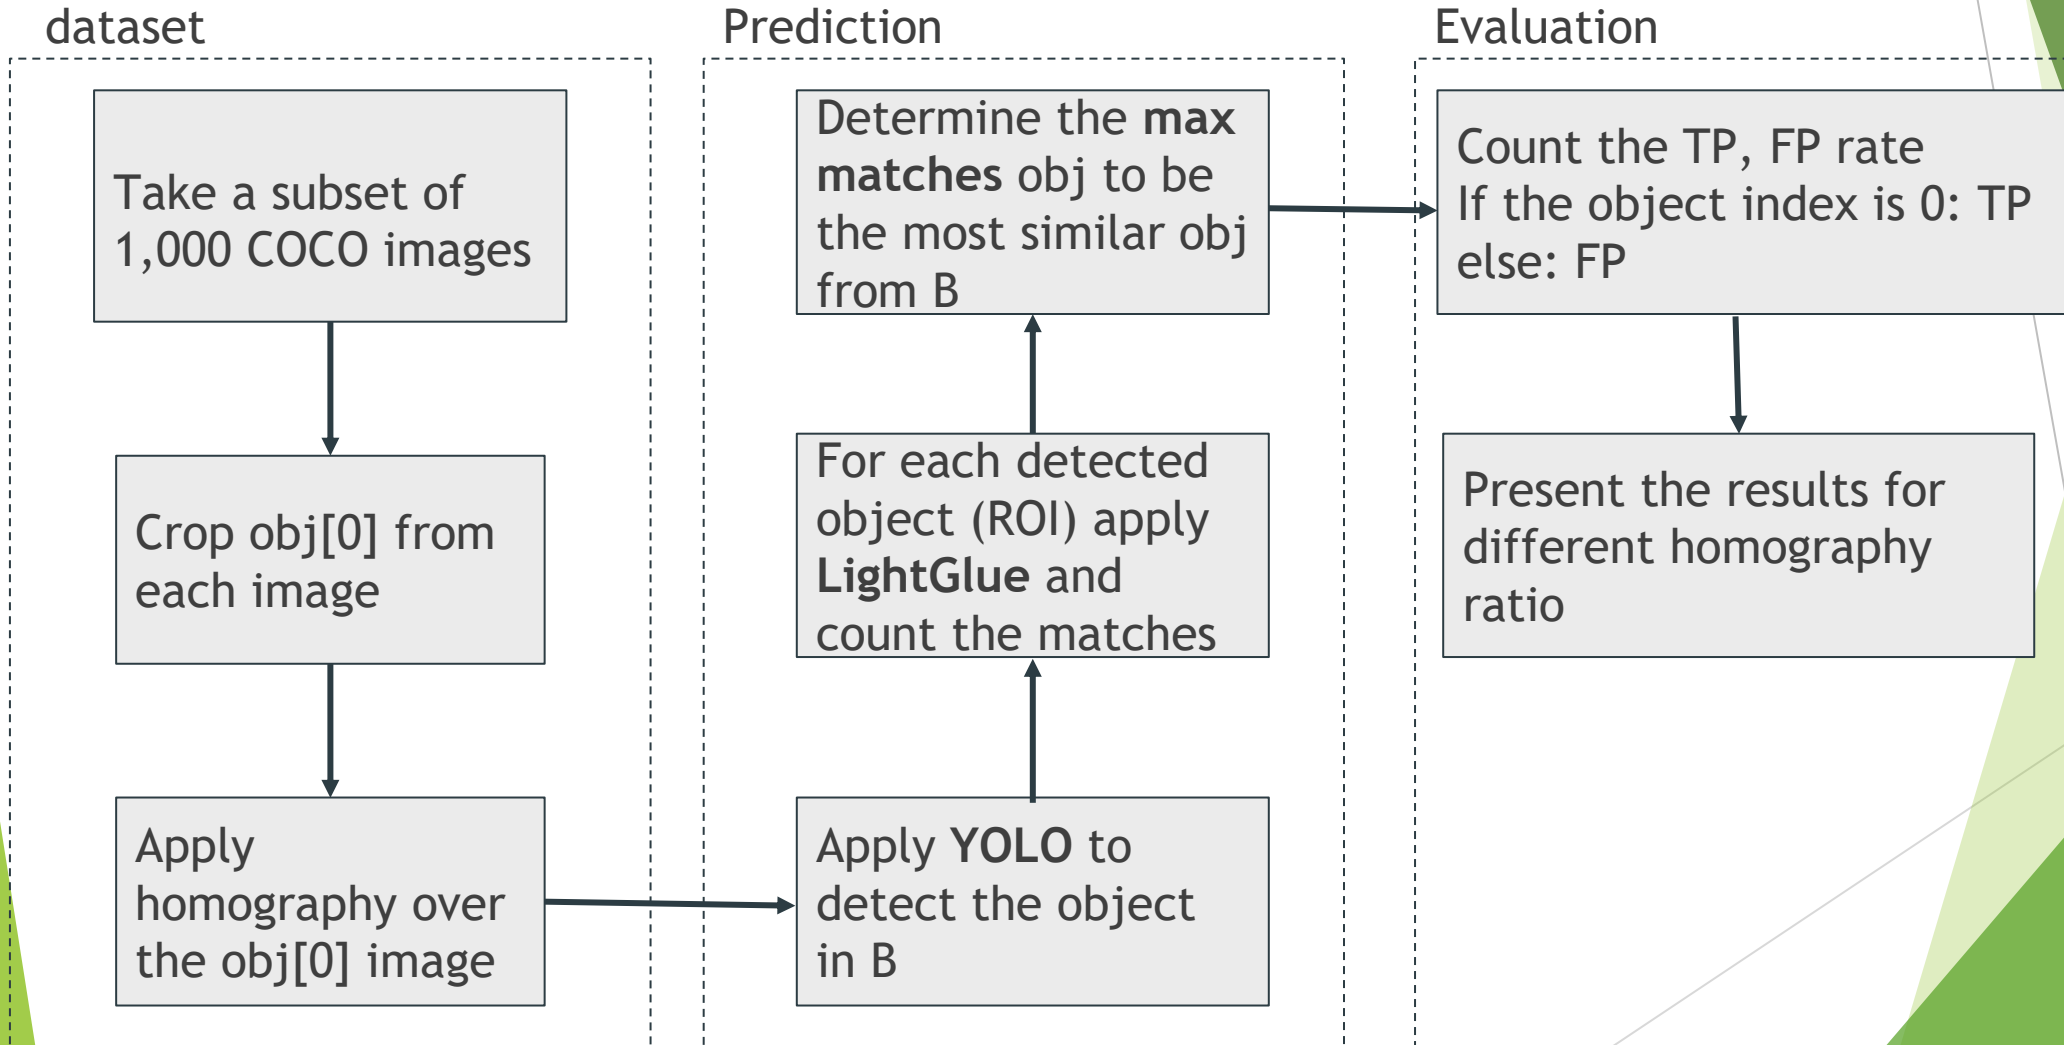 dataset
Take a subset of
1,000 COCO images
Crop obj[0] from
each image
Apply
homography over
the obj[0] image
Prediction
Determine the max
matches obj to be
the most similar obj
from B
For each detected
object (ROI) apply
LightGlue and
count the matches
Apply YOLO to
detect the object
in B
Evaluation
Count the TP, FP rate
If the object index is 0: TP
else: FP
Present the results for
different homography
ratio